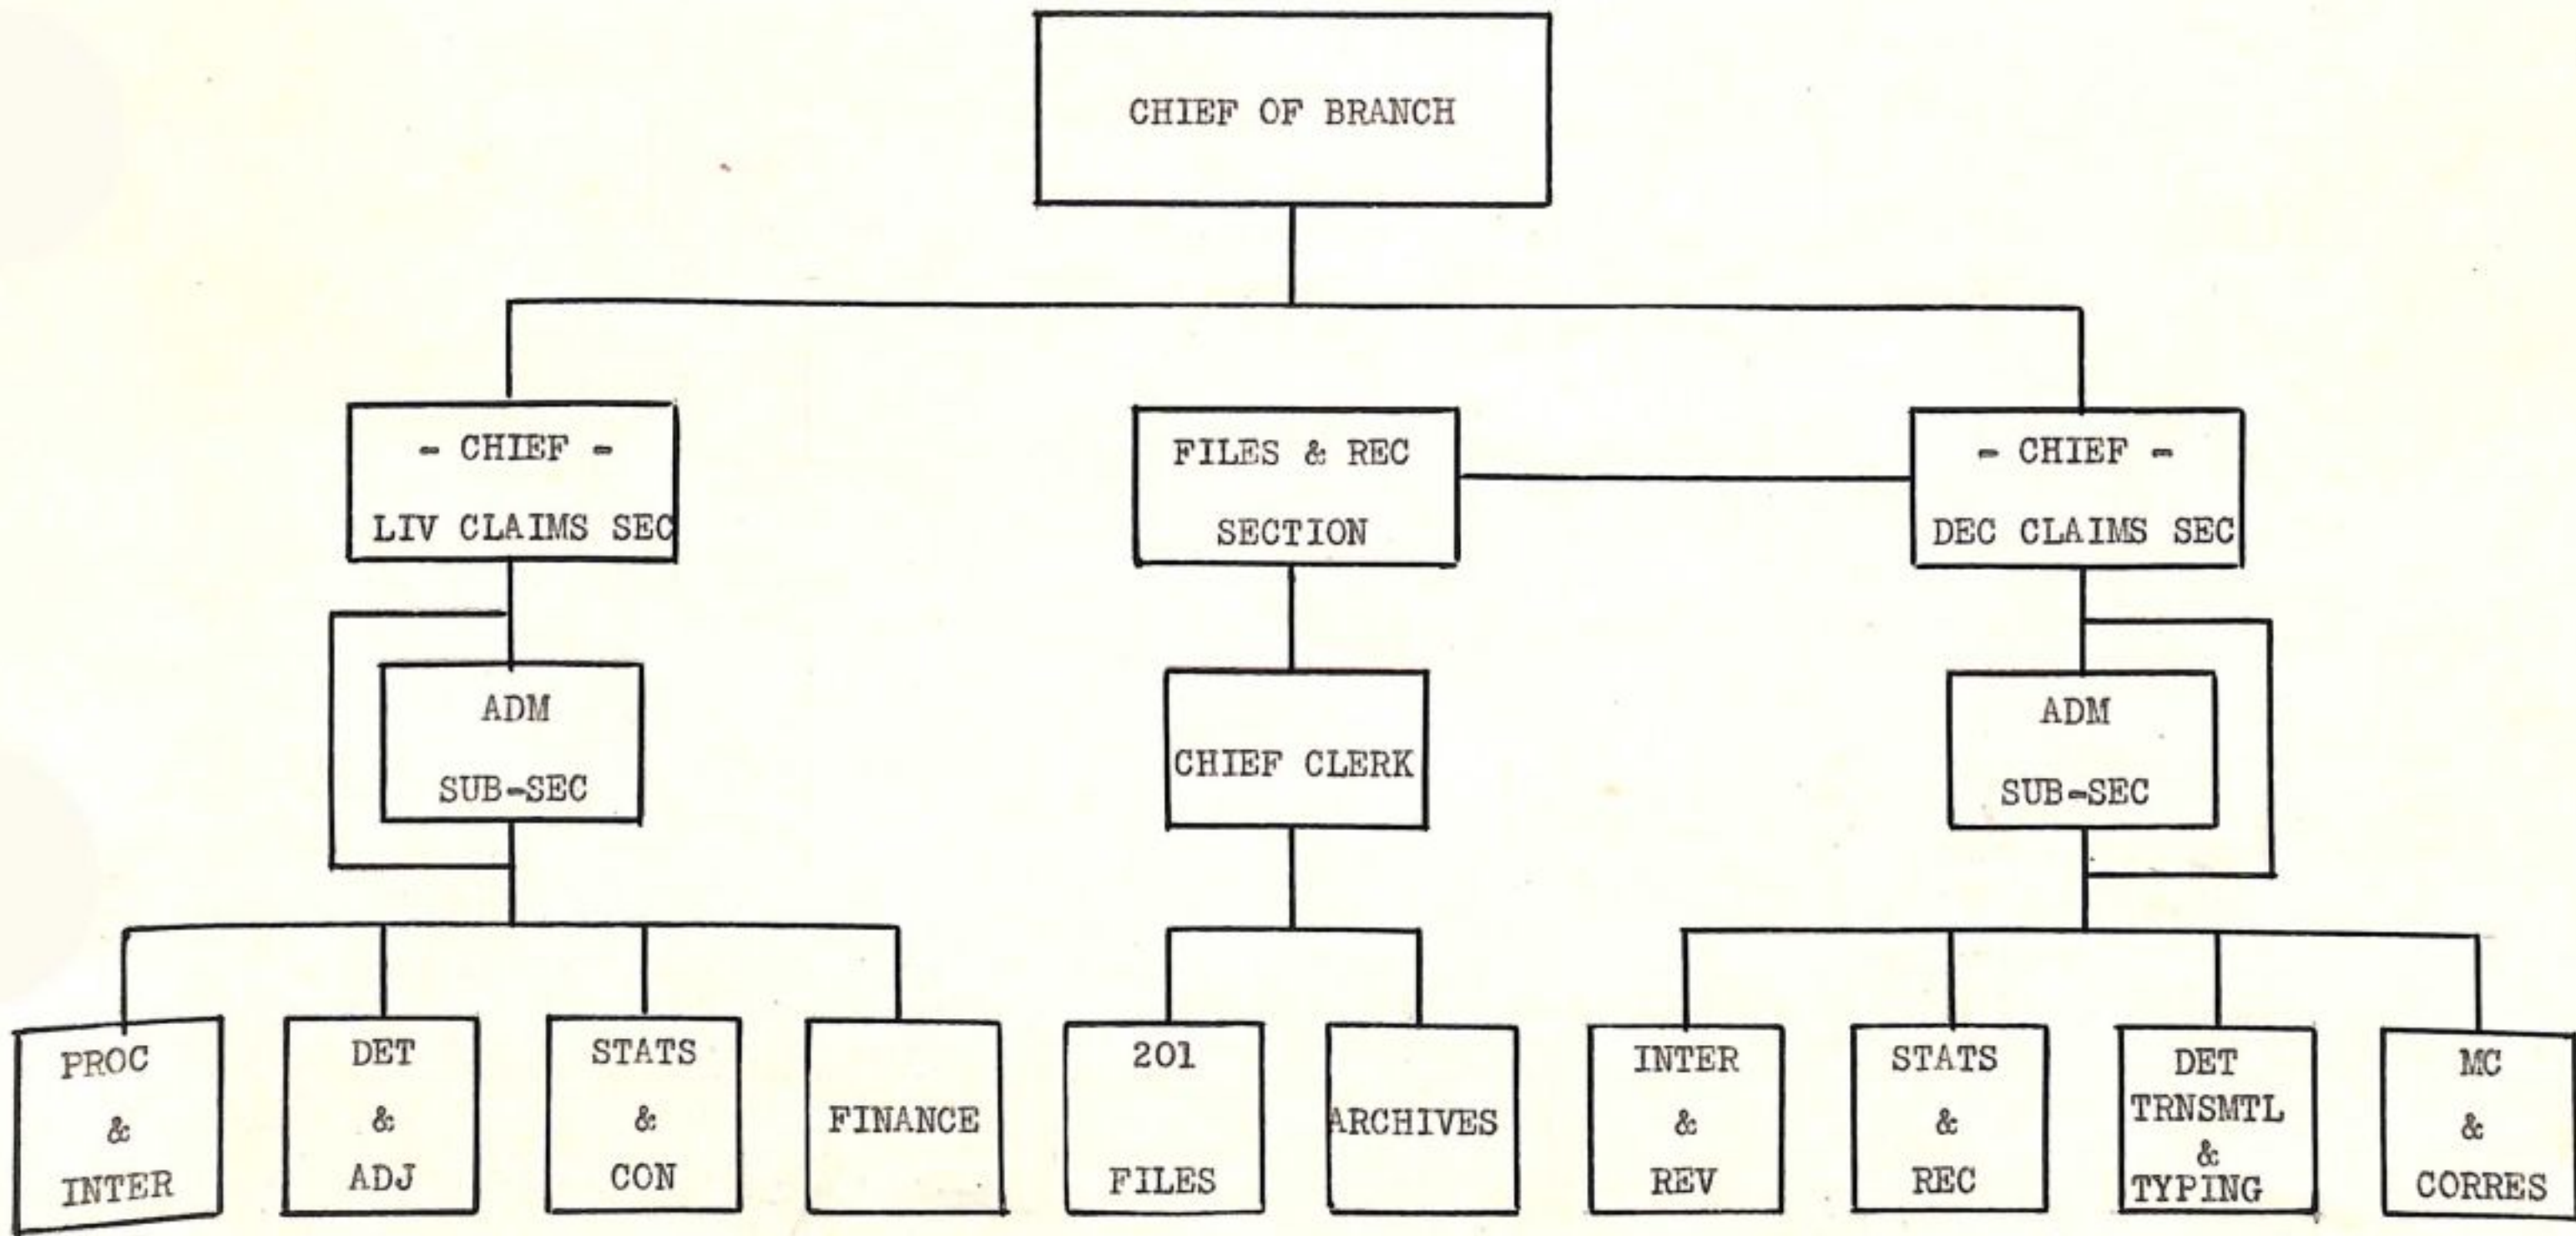 CHIEF OF BRANCH
- CHIEF -
LIV CLAIMS SEC
FILES & REC
SECTION
- CHIEF -
DEC CLAIMS SEC
ADM
SUB-SEC
CHIEF CLERK
ADM
SUB-SEC
PROC
&
INTER
DET
&
ADJ
STATS
&
CON
FINANCE
201
FILES
ARCHIVES
INTER
&
REV
STATS
&
REC
DET
TRNSMTL
&
TYPING
MC
&
CORRES